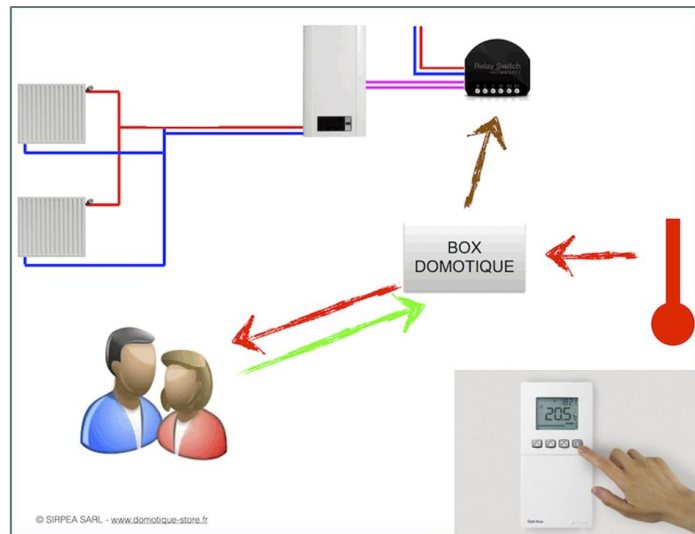 Relay Switch
BOX
DOMOTIQUE
20.5°C
© SIRPEA SARL - www.domotique-store.fr